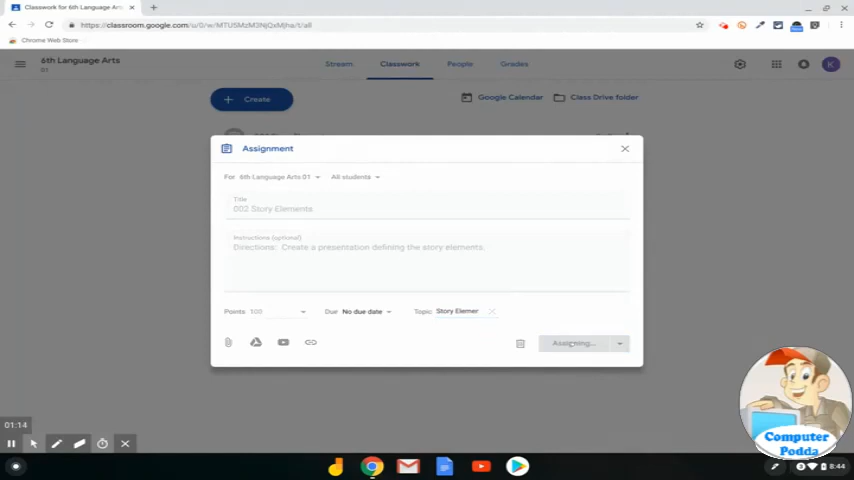 Classwork for 6th Language Arts
https://classroom.google.com/u/0/w/MTU5MzM3NjQxMjha/t/all
Chrome Web Store
6th Language Arts
01
Stream
Classwork
People
Grades
K
Create
Google Calendar
Class Drive folder
Assignment
For 6th Language Arts 01
All students
Title
002 Story Elements
Instructions (optional)
Directions: Create a presentation defining the story elements.
Points 100
Due No due date
Topic Story Elemer
Assigning...
01:14
Computer
Podda
3
8:44